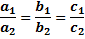 a₁/a₂ = b₁/b₂ = c₁/c₂